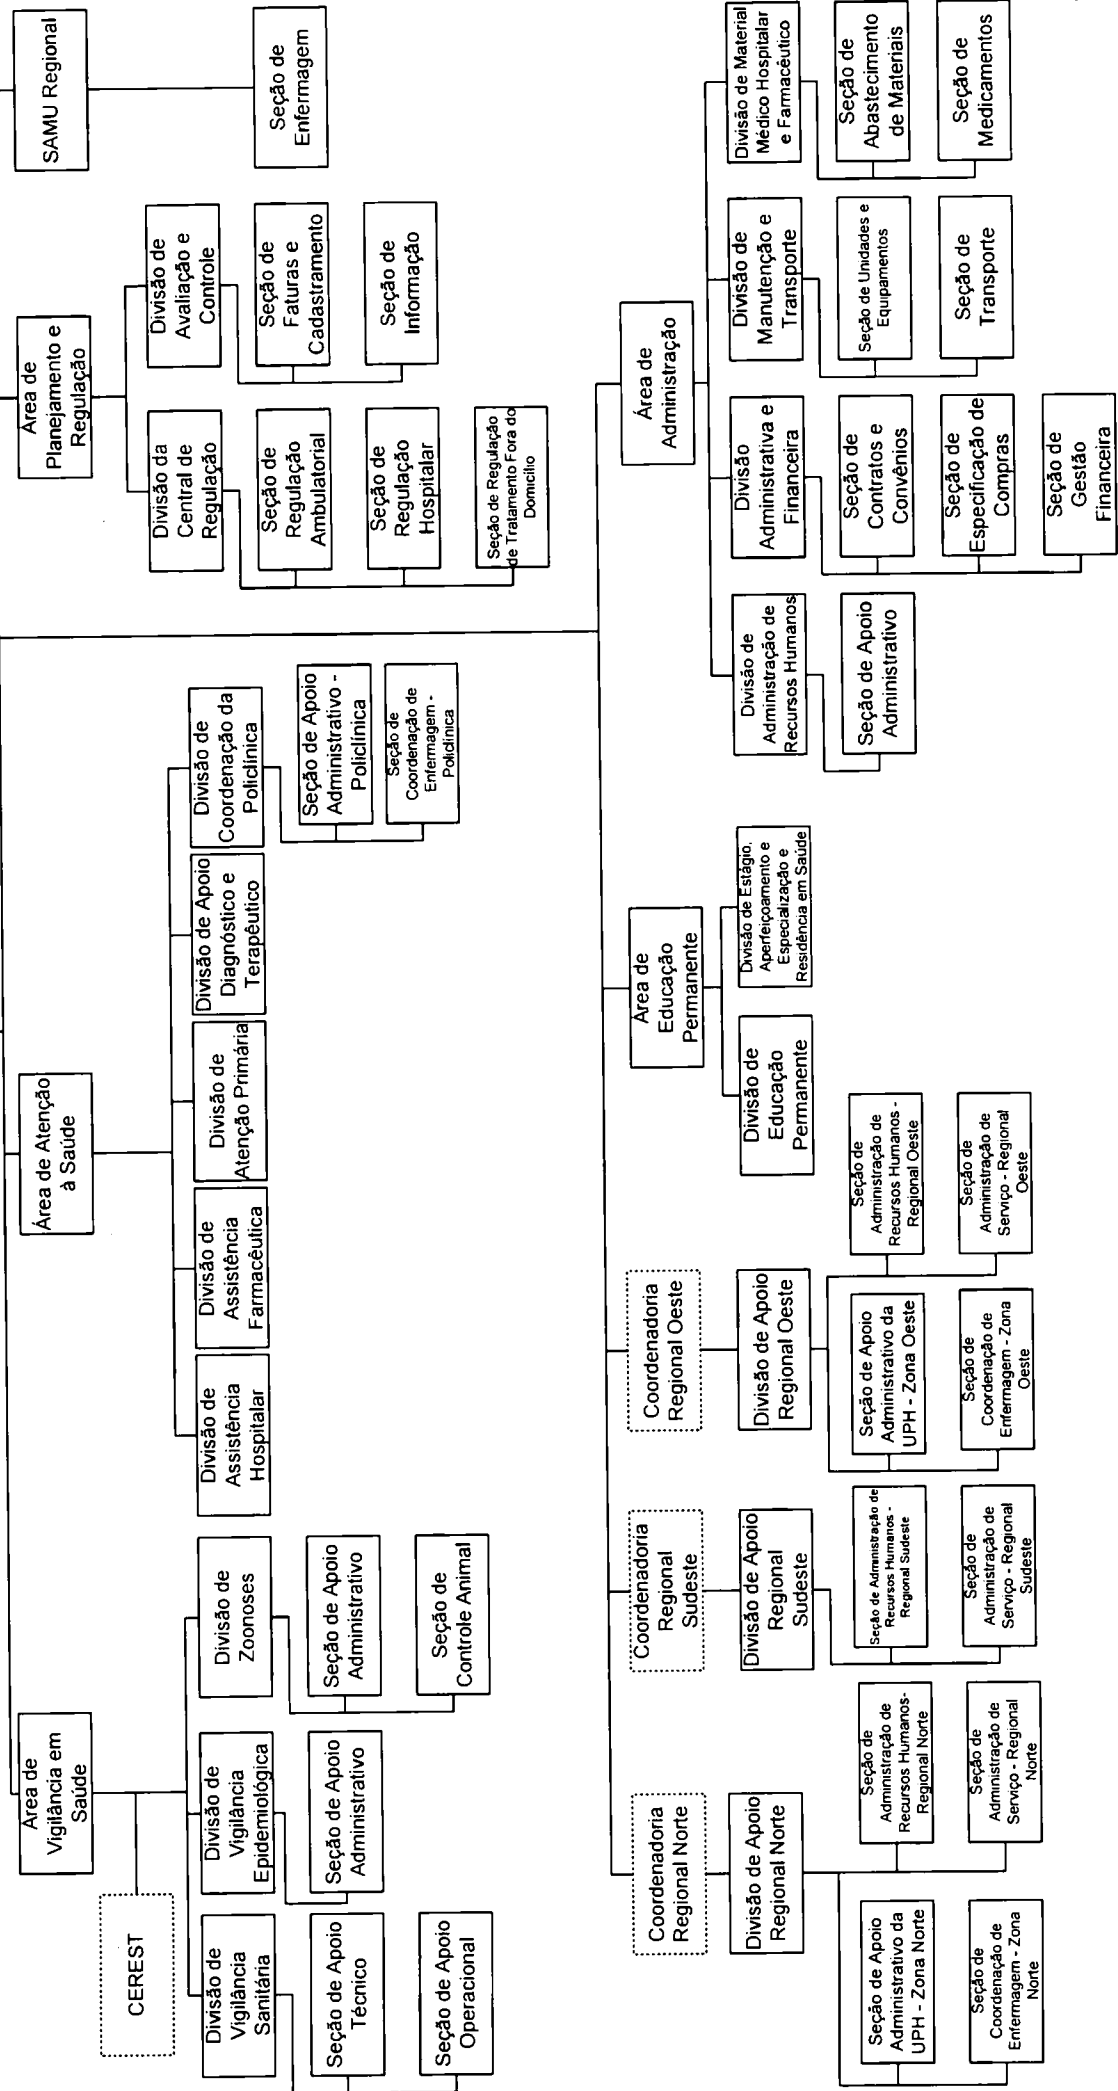 Área de
Vigilância em
Saúde
CEREST
Divisão de
Vigilância
Sanitária
Seção de Apoio
Técnico
Seção de Apoio
Operacional
Divisão de
Vigilância
Epidemiológica
Seção de Apoio
Administrativo
Divisão de
Zoonoses
Seção de Apoio
Administrativo
Seção de
Controle Animal
Área de Atenção
à Saúde
Divisão de
Assistência
Hospitalar
Divisão de
Assistência
Farmacêutica
Divisão de
Atenção Primária
Divisão de Apoio
Diagnóstico e
Terapêutico
Divisão de
Coordenação da
Policlínica
Seção de Apoio
Administrativo -
Policlínica
Seção de
Coordenação de
Enfermagem -
Policlínica
Área de
Planejamento e
Regulação
Divisão da
Central de
Regulação
Seção de
Regulação
Ambulatorial
Seção de
Regulação
Hospitalar
Seção de Regulação
de Tratamento Fora do
Domicílio
Divisão de
Avaliação e
Controle
Seção de
Faturas e
Cadastramento
Seção de
Informação
SAMU Regional
Seção de
Enfermagem
Coordenadoria
Regional Norte
Divisão de Apoio
Regional Norte
Seção de Apoio
Administrativo da
UPH - Zona Norte
Seção de
Coordenação de
Enfermagem - Zona
Norte
Seção de
Administração de
Recursos Humanos-
Regional Norte
Seção de
Administração de
Serviço - Regional
Norte
Coordenadoria
Regional
Sudeste
Divisão de Apoio
Regional
Sudeste
Seção de Administração de
Recursos Humanos -
Regional Sudeste
Seção de
Administração de
Serviço - Regional
Sudeste
Coordenadoria
Regional Oeste
Divisão de Apoio
Regional Oeste
Seção de Apoio
Administrativo da
UPH - Zona Oeste
Seção de
Coordenação de
Enfermagem - Zona
Oeste
Seção de
Administração de
Recursos Humanos -
Regional Oeste
Seção de
Administração de
Serviço - Regional
Oeste
Área de
Educação
Permanente
Divisão de
Educação
Permanente
Divisão de Estágio,
Aperfeiçoamento e
Especialização e
Residência em Saúde
Área de
Administração
Divisão de
Administração de
Recursos Humanos
Seção de Apoio
Administrativo
Divisão
Administrativa e
Financeira
Seção de
Contratos e
Convênios
Seção de
Especificação de
Compras
Seção de
Gestão
Financeira
Divisão de
Manutenção e
Transporte
Seção de Unidades e
Equipamentos
Seção de
Transporte
Divisão de Material
Médico Hospitalar
e Farmacêutico
Seção de
Abastecimento
de Materiais
Seção de
Medicamentos